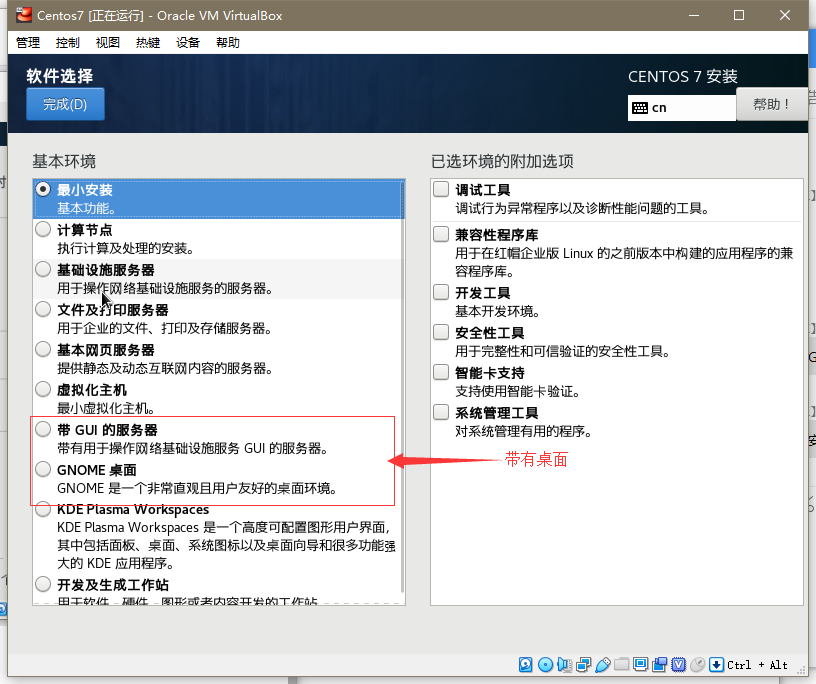 Centos7 [正在运行] - Oracle VM VirtualBox
管理 控制 视图 热键 设备 帮助
软件选择
CENTOS 7 安装
完成(D)
cn
帮助！
基本环境
最小安装
基本功能。
计算节点
执行计算及处理的安装。
基础设施服务器
用于操作网络基础设施服务的服务器。
文件及打印服务器
用于企业的文件、打印及存储服务器。
基本网页服务器
提供静态及动态互联网内容的服务器。
虚拟化主机
最小虚拟化主机。
带 GUI 的服务器
带有用于操作网络基础设施服务 GUI 的服务器。
GNOME 桌面
GNOME 是一个非常直观且用户友好的桌面环境。
KDE Plasma Workspaces
KDE Plasma Workspaces 是一个高度可配置图形用户界面，
其中包括面板、桌面、系统图标以及桌面向导和很多功能强
大的 KDE 应用程序。
开发及生成工作站
用于软件、硬件、图形或者内容开发的工作站
已选环境的附加选项
调试工具
调试行为异常程序以及诊断性能问题的工具。
兼容性程序库
用于在红帽企业版 Linux 的之前版本中构建的应用程序的兼
容程序库。
开发工具
基本开发环境。
安全性工具
用于完整性和可信验证的安全性工具。
智能卡支持
支持使用智能卡验证。
系统管理工具
对系统管理有用的程序。
带有桌面
Ctrl + Alt